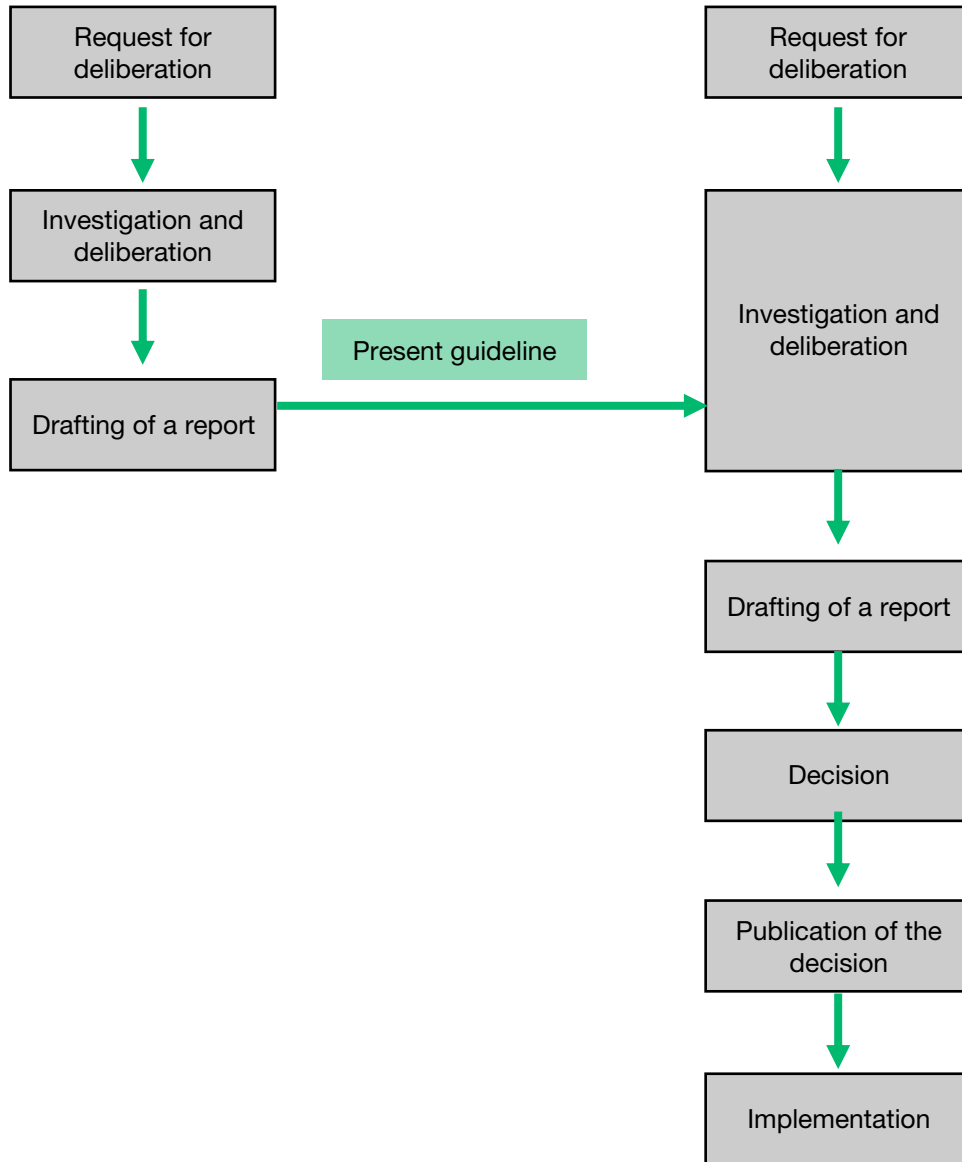 Request for
deliberation
Investigation and
deliberation
Drafting of a report
Present guideline
Request for
deliberation
Investigation and
deliberation
Drafting of a report
Decision
Publication of the
decision
Implementation